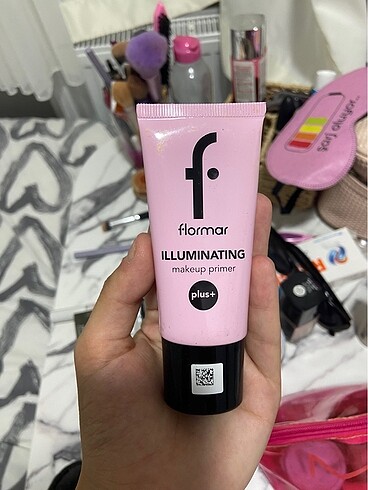 f
flormar
ILLUMINATING
makeup primer
plus+